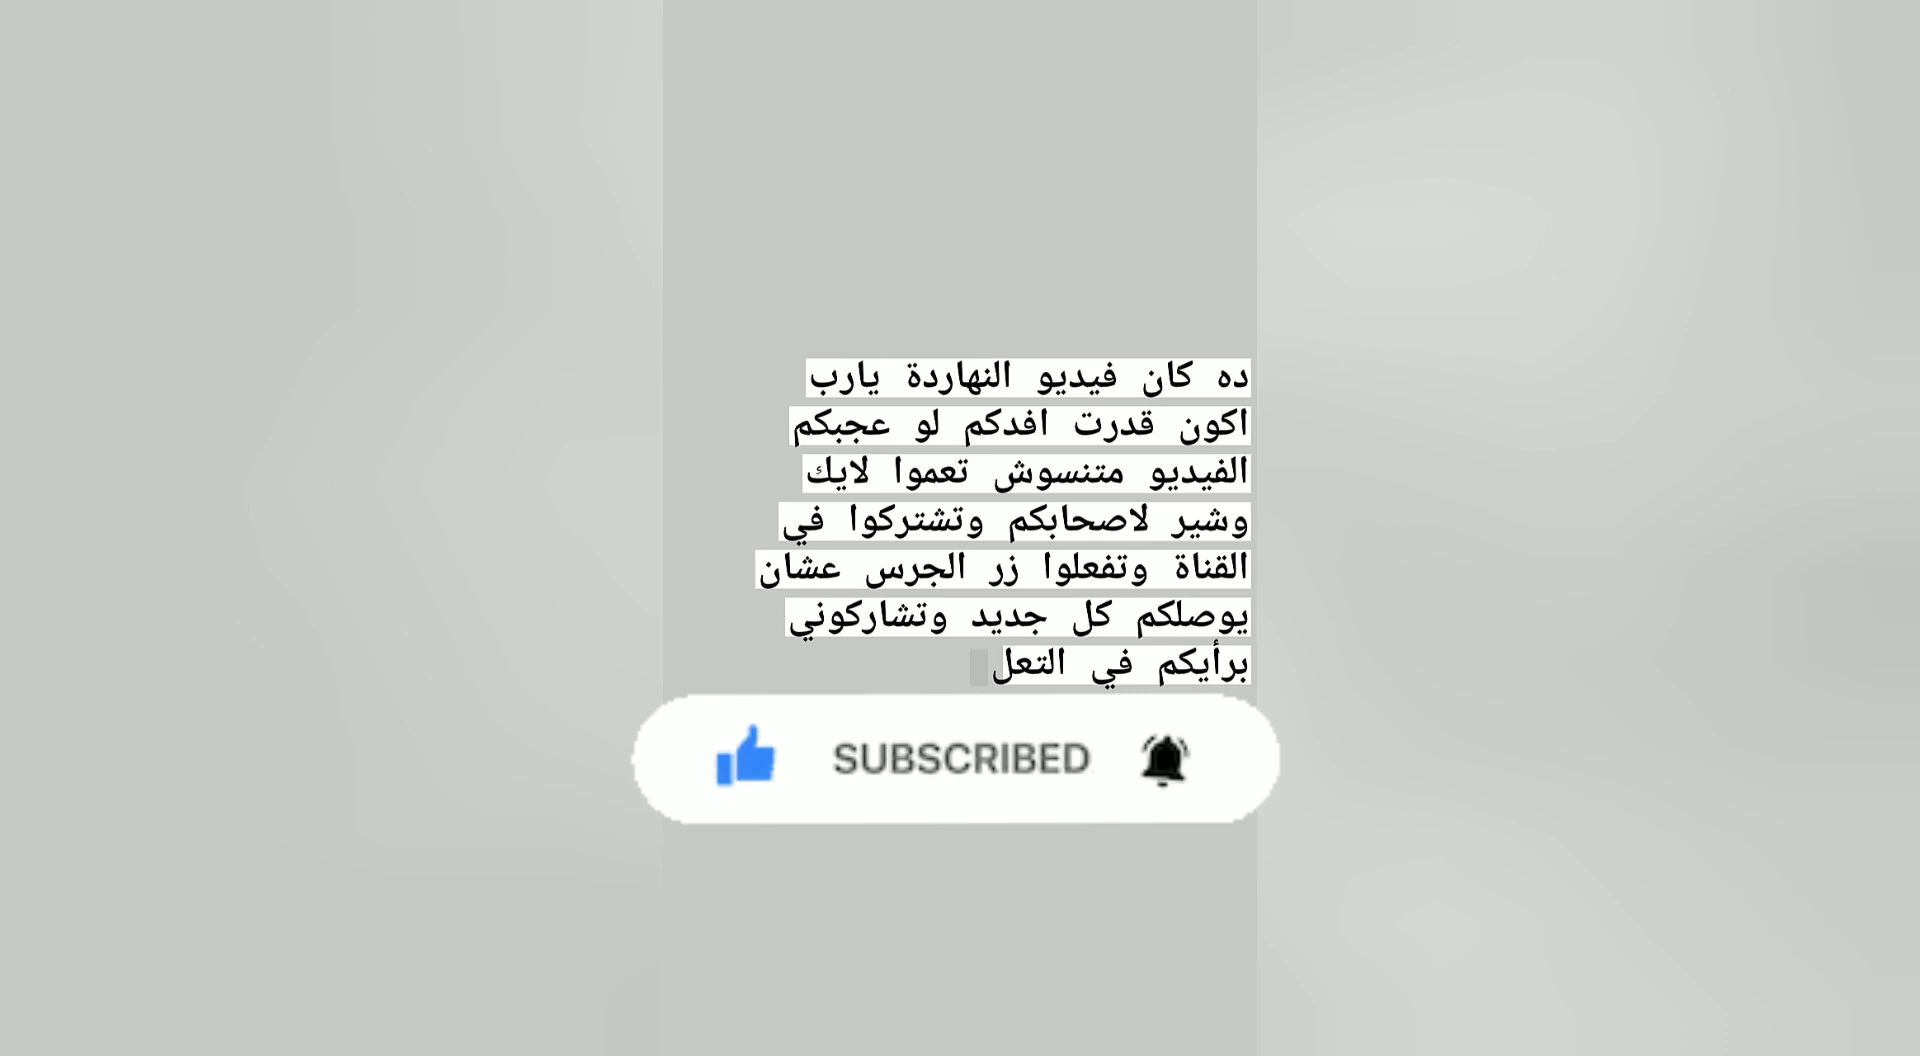 ده كان فيديو النهاردة يارب
اكون قدرت افدكم لو عجبكم
الفيديو متنسوش تعموا لايك
وشير لاصحابكم وتشتركوا في
القناة وتفعلوا زر الجرس عشان
يوصلكم كل جديد وتشاركوني
برأيكم في التعل
SUBSCRIBED